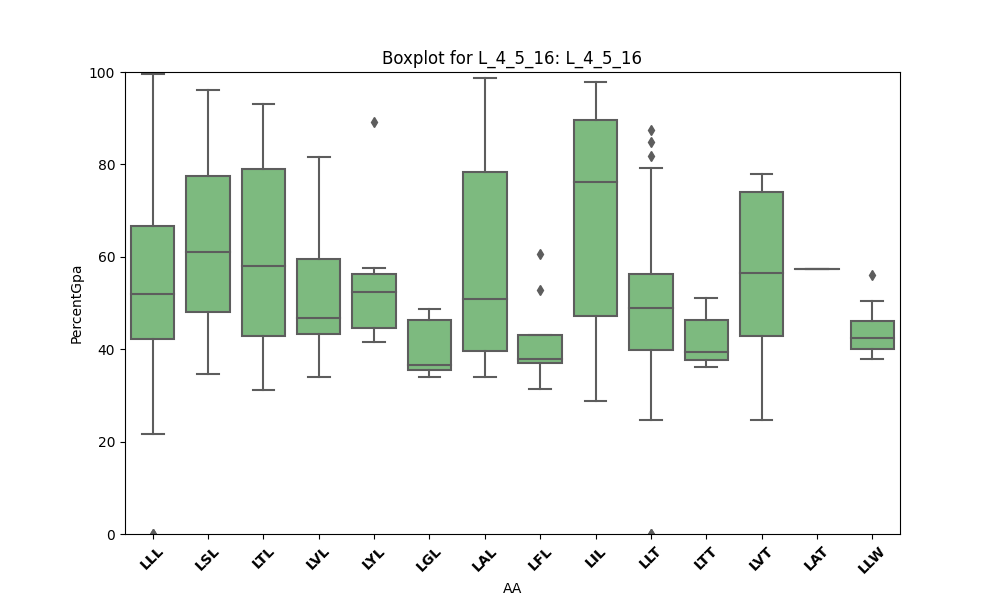 Boxplot for L_4_5_16: L_4_5_16
100
80
60
40
20
0
PercentGpa
LLL LSL LTL LVL LYL LGL LAL LFL LIL LLT LTT LVT LAT LLW
AA